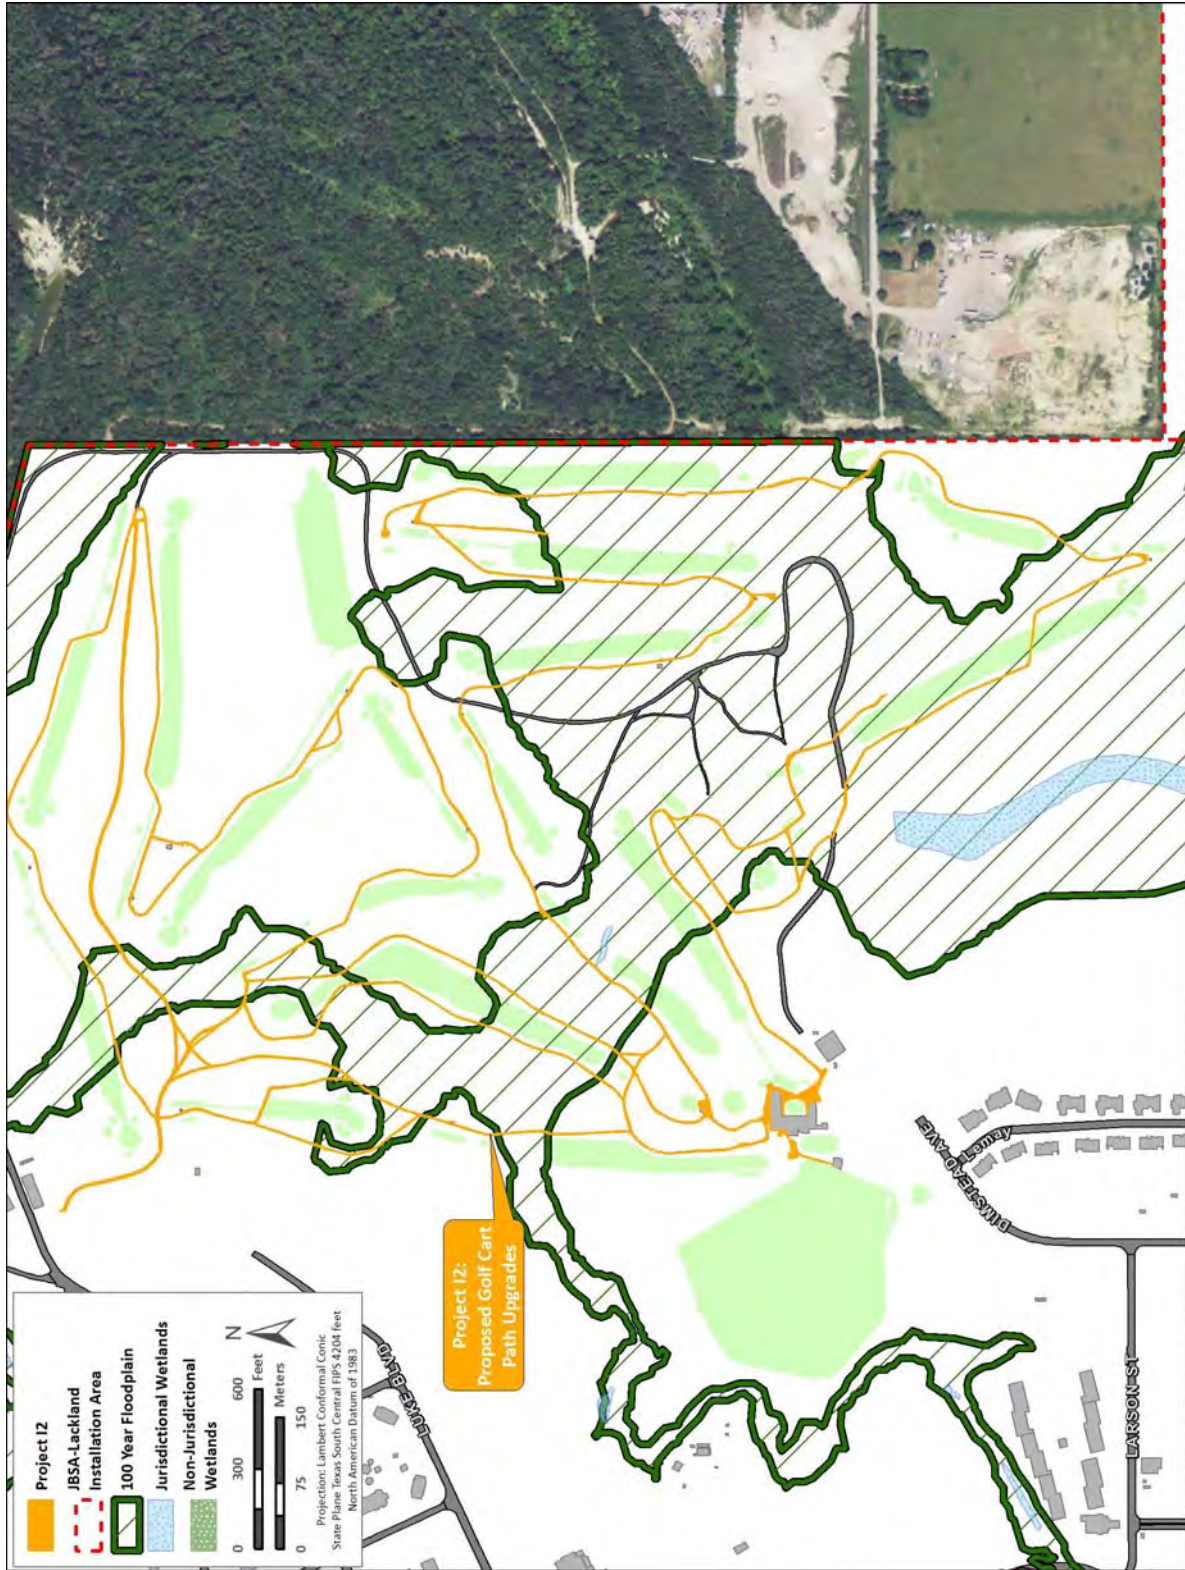 Project I2
JBSA-Lackland
Installation Area
100 Year Floodplain
Jurisdictional Wetlands
Non-Jurisdictional
Wetlands
0 300 600
Feet
N
Meters
0 75 150
Projection: Lambert Conformal Conic
State Plane Texas South Central FIPS 4204 feet
North American Datum of 1983
LUKE BLVD
Project I2:
Proposed Golf Cart
Path Upgrades
DIMSTEAD AVE
Lemay
LARSON ST